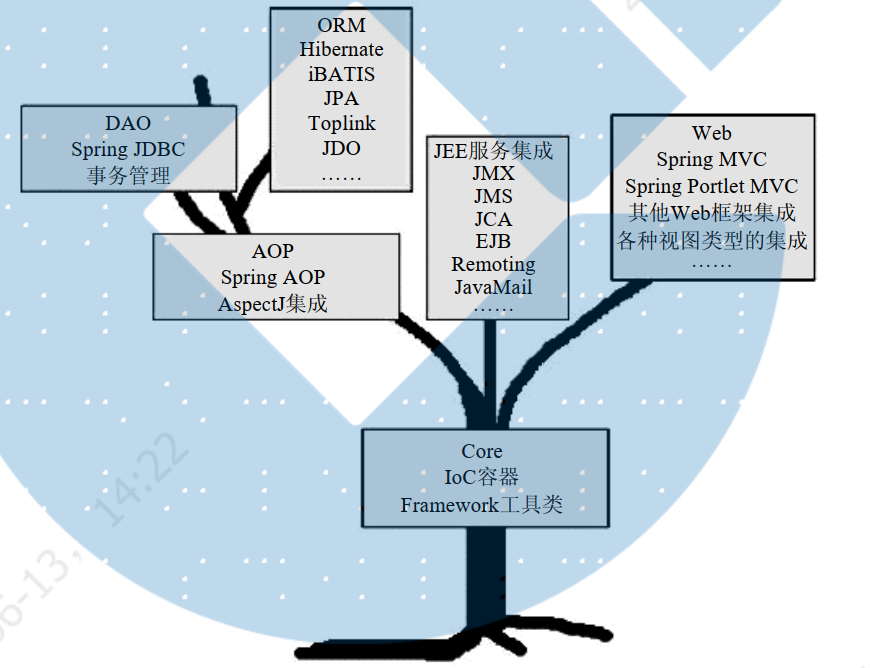 ORM
Hibernate
iBATIS
JPA
Toplink
JDO
……
DAO
Spring JDBC
事务管理
JEE服务集成
JMX
JMS
JCA
EJB
Remoting
JavaMail
……
Web
Spring MVC
Spring Portlet MVC
其他Web框架集成
各种视图类型的集成
……
AOP
Spring AOP
AspectJ集成
Core
IoC容器
Framework工具类
6-13, 14:22